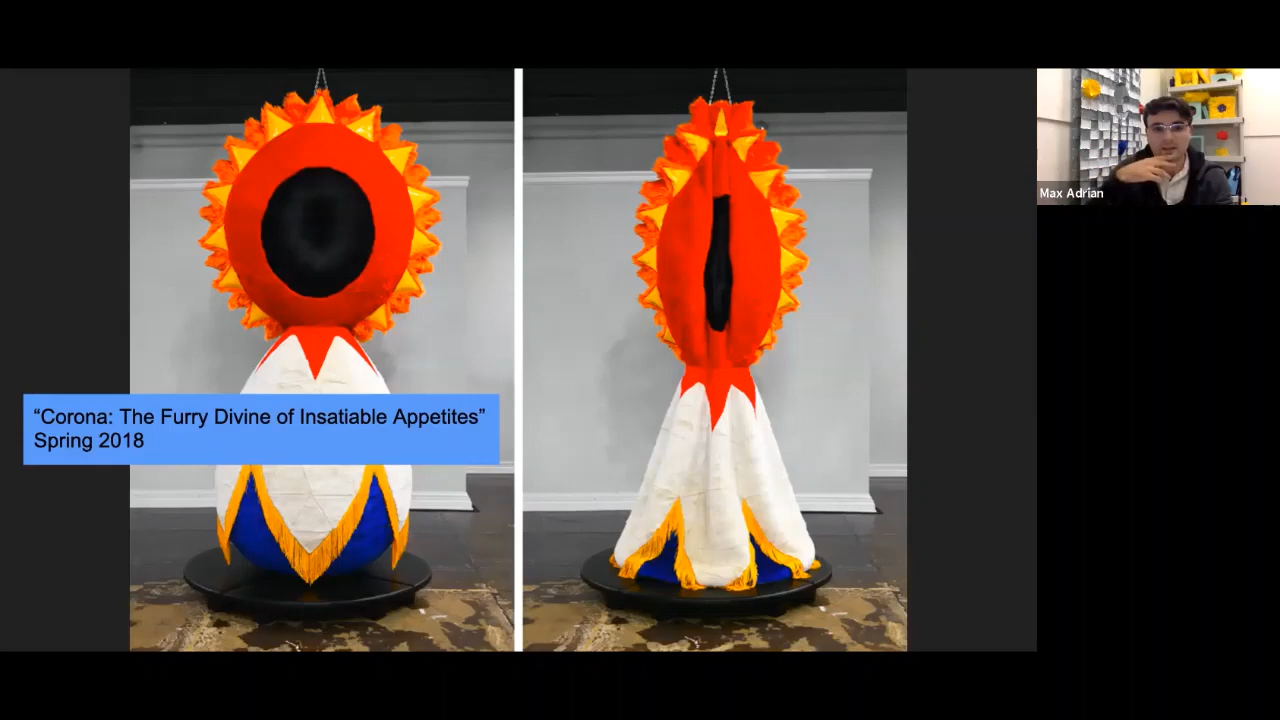 “Corona: The Furry Divine of Insatiable Appetites”
Spring 2018
Max Adrian